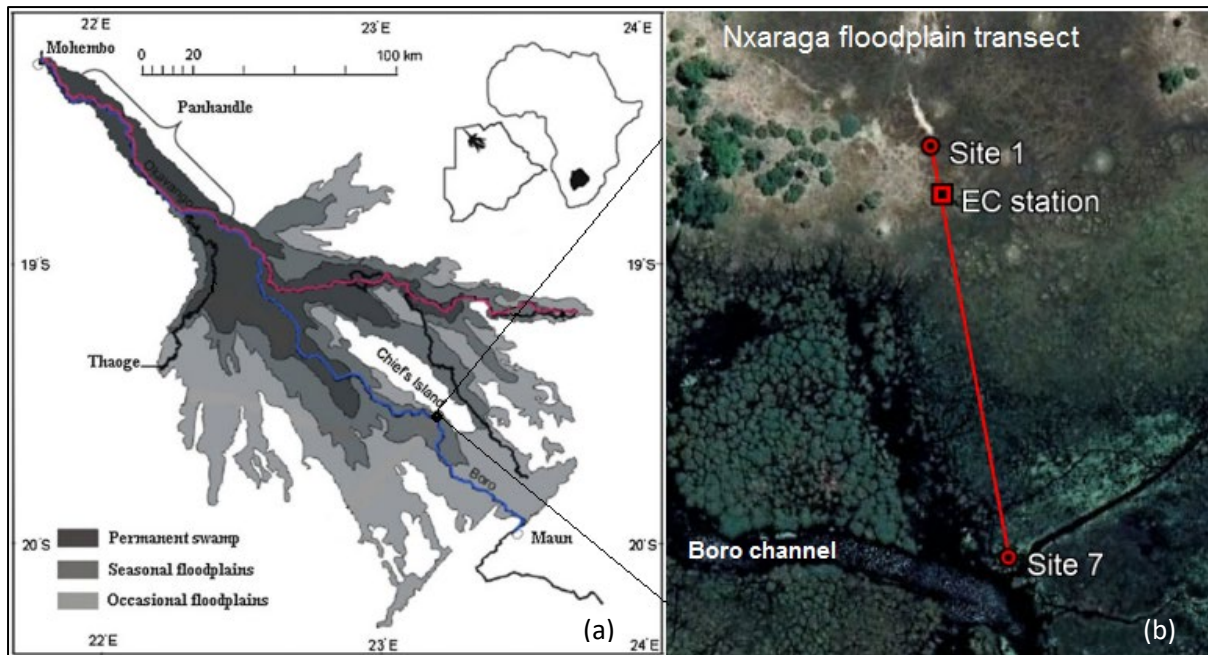 22°E
23°E
24°E
Mohembo
0
20
100 km
Panhandle
Okavango
19°S
19°S
Thaoge
Chief's Island
Boro
Maun
Permanent swamp
Seasonal floodplains
Occasional floodplains
20°S
20°S
22°E
23°E
24°E
(a)
Nxaraga floodplain transect
Site 1
EC station
Boro channel
Site 7
(b)